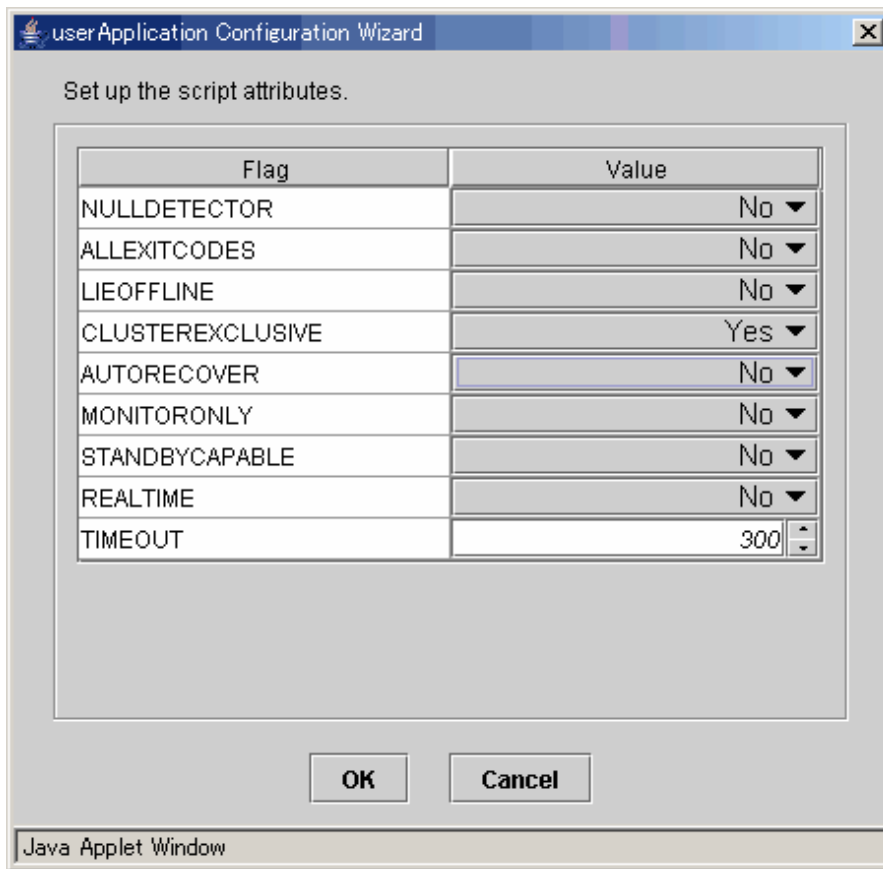 userApplication Configuration Wizard
Set up the script attributes.
Flag Value
NULLDETECTOR No
ALLEXITCODES No
LIEOFFLINE No
CLUSTEREXCLUSIVE Yes
AUTORECOVER No
MONITORONLY No
STANDBYCAPABLE No
REALTIME No
TIMEOUT 300
OK Cancel
Java Applet Window